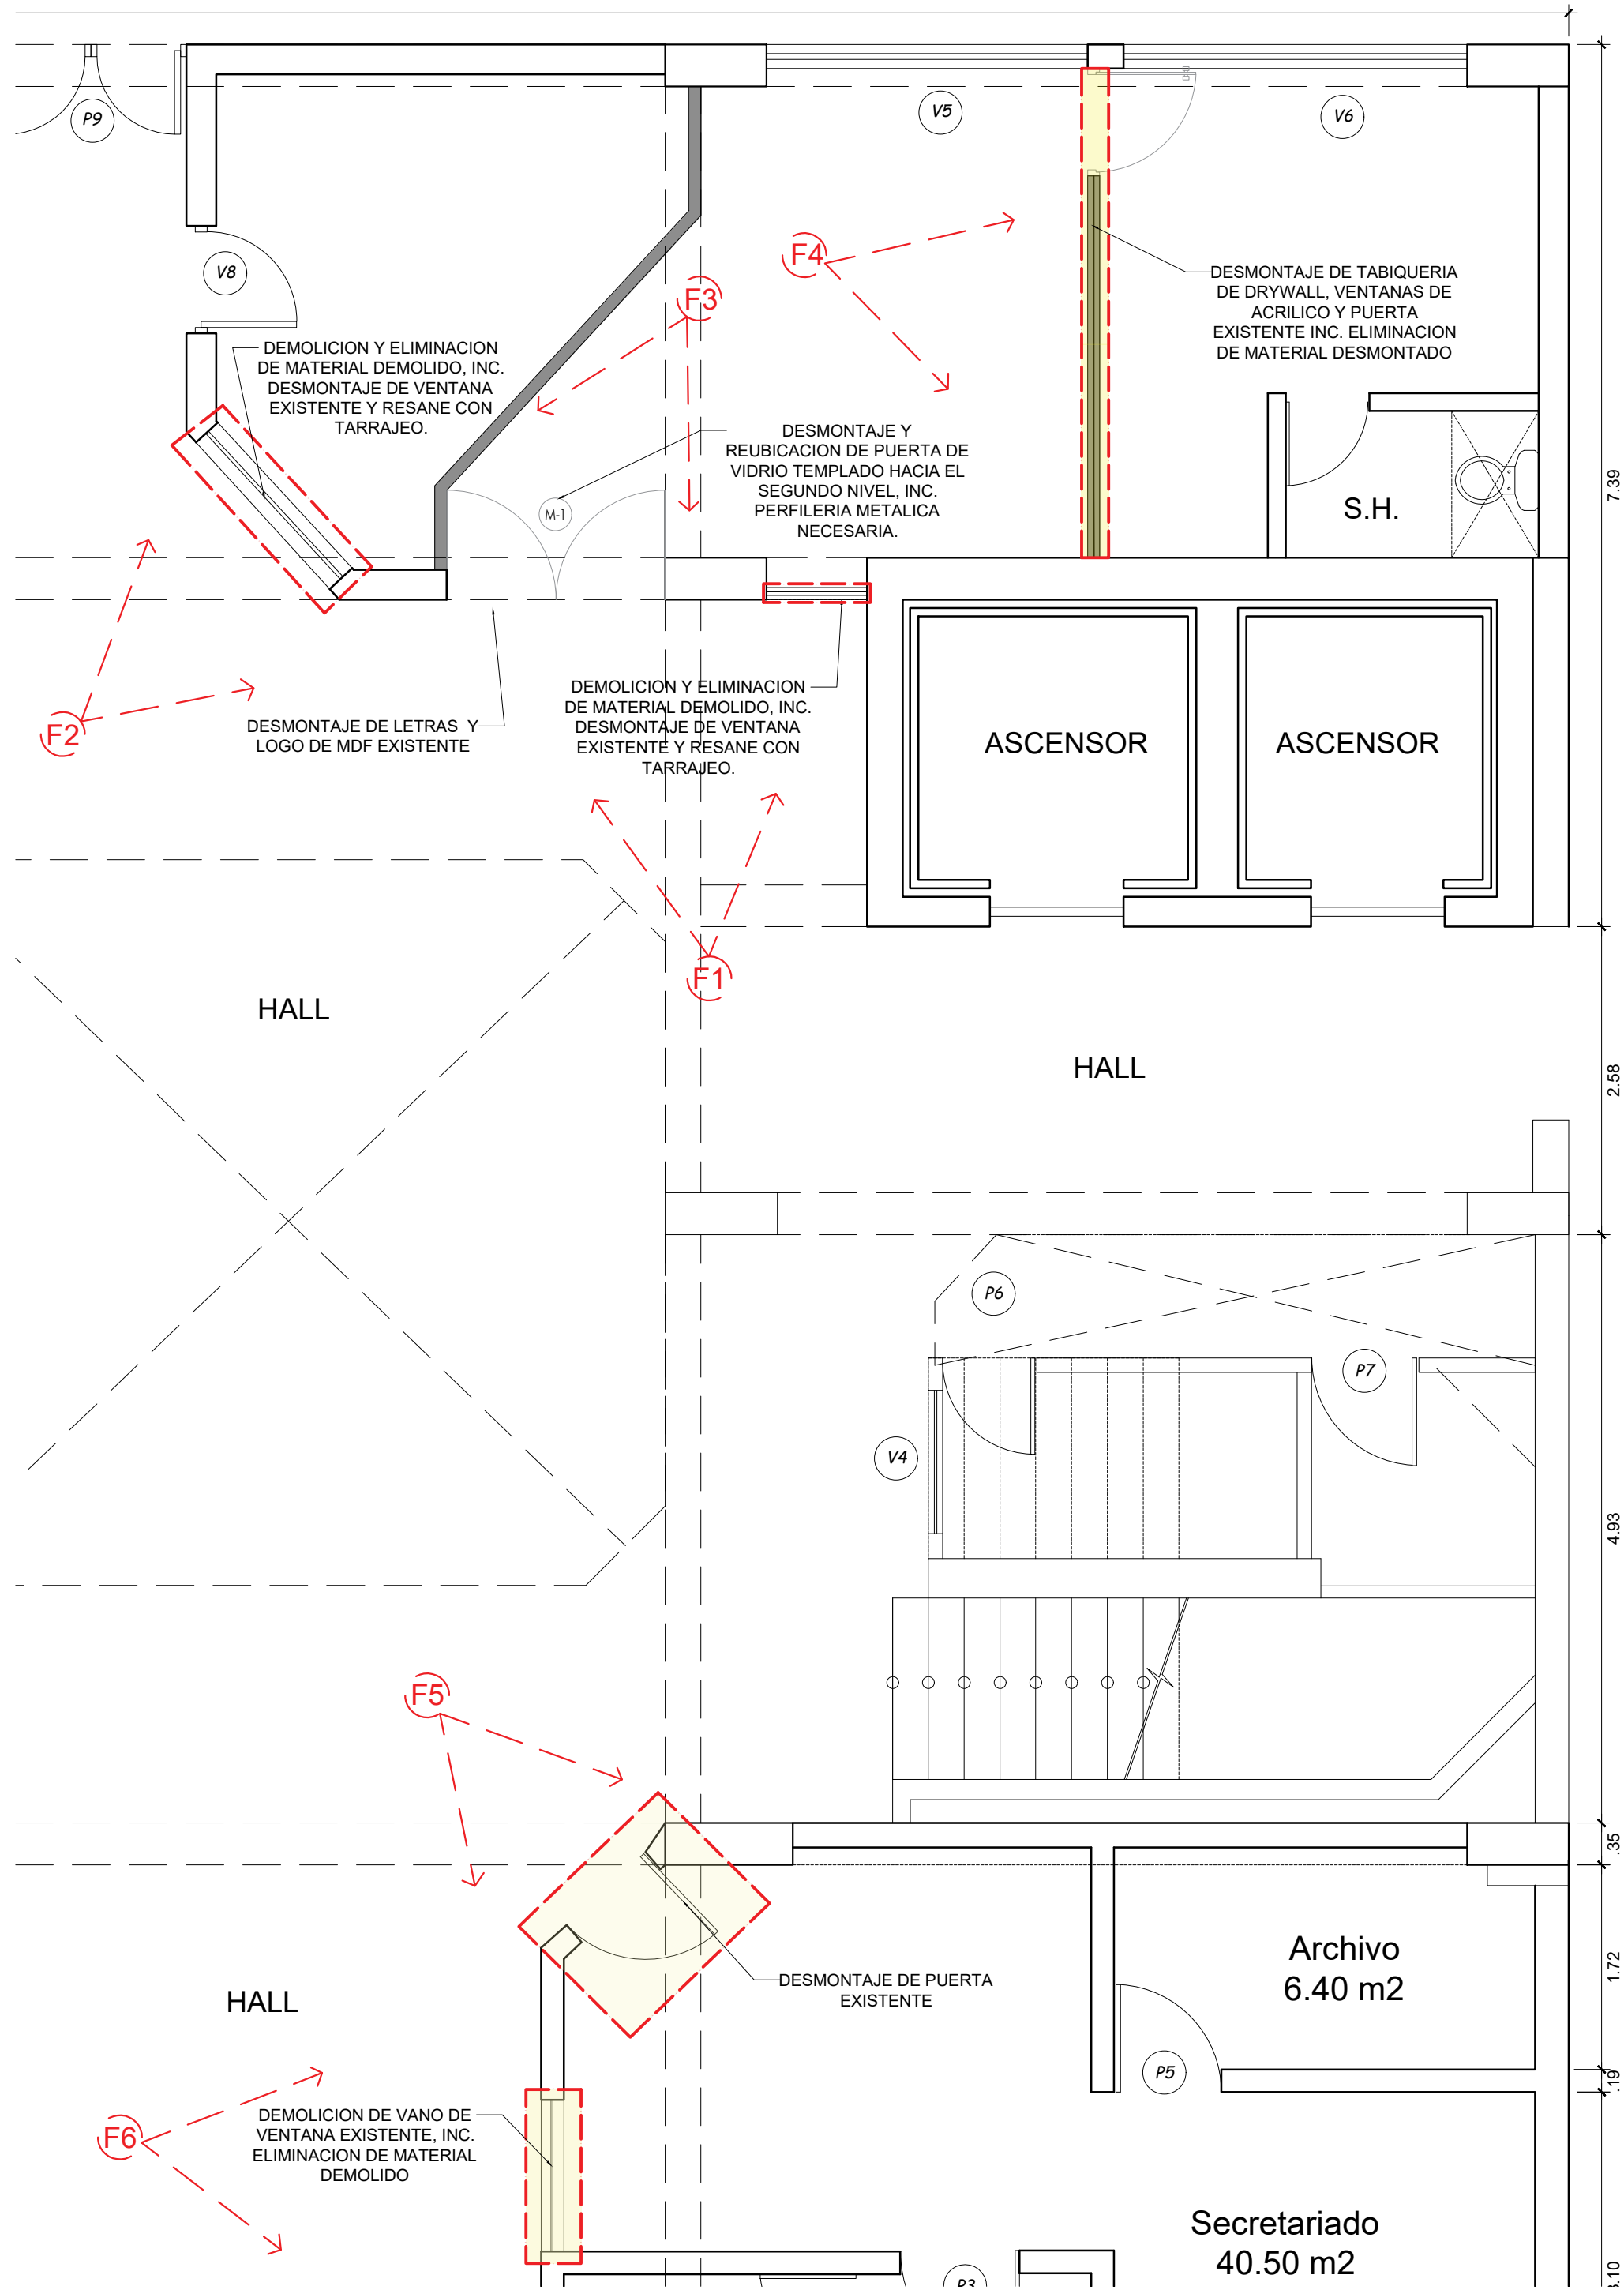 P9
V5
V6
V8
F4
F3
DESMONTAJE DE TABIQUERIA
DE DRYWALL, VENTANAS DE
ACRILICO Y PUERTA
EXISTENTE INC. ELIMINACION
DE MATERIAL DESMONTADO
DEMOLICION Y ELIMINACION
DE MATERIAL DEMOLIDO, INC.
DESMONTAJE DE VENTANA
EXISTENTE Y RESANE CON
TARRAJEO.
DESMONTAJE Y
REUBICACION DE PUERTA DE
VIDRIO TEMPLADO HACIA EL
SEGUNDO NIVEL, INC.
PERFILERIA METALICA
NECESARIA.
M-1
S.H.
7.39
F2
DESMONTAJE DE LETRAS Y
LOGO DE MDF EXISTENTE
DEMOLICION Y ELIMINACION
DE MATERIAL DEMOLIDO, INC.
DESMONTAJE DE VENTANA
EXISTENTE Y RESANE CON
TARRAJEO.
ASCENSOR
ASCENSOR
F1
HALL
HALL
2.58
P6
P7
V4
4.93
F5
.35
DESMONTAJE DE PUERTA
EXISTENTE
Archivo
6.40 m2
1.72
HALL
P5
.19
F6
DEMOLICION DE VANO DE
VENTANA EXISTENTE, INC.
ELIMINACION DE MATERIAL
DEMOLIDO
Secretariado
40.50 m2
P3